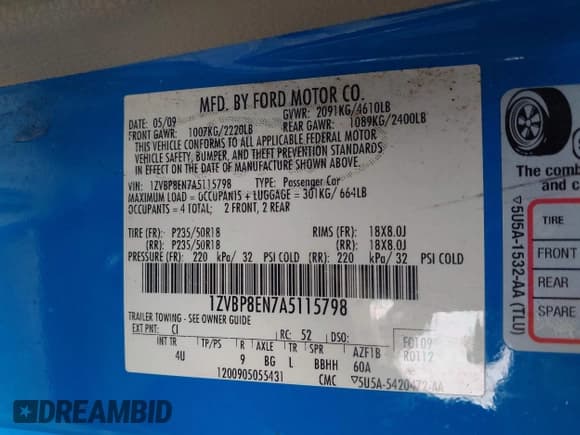 MFD. BY FORD MOTOR CO.
DATE: 05/09 GVWR: 2091KG/4610LB
FRONT GAWR: 1007KG/2220LB REAR GAWR: 1089KG/2400LB
THIS VEHICLE CONFORMS TO ALL APPLICABLE FEDERAL MOTOR
VEHICLE SAFETY, BUMPER, AND THEFT PREVENTION STANDARDS
IN EFFECT ON THE DATE OF MANUFACTURE SHOWN ABOVE.
VIN: 1ZVBP8EN7A5115798 TYPE: Passenger Car
MAXIMUM LOAD = OCCUPANTS + LUGGAGE = 301KG/ 664LB
OCCUPANTS = 4 TOTAL; 2 FRONT, 2 REAR
TIRE (FR): P235/50R18 RIMS (FR): 18X8.0J
(RR): P235/50R18 (RR): 18X8.0J
PRESSURE (FR): 220 kPa/ 32 PSI COLD (RR): 220 kPa/ 32 PSI COLD
1ZVBP8EN7A5115798
TRAILER TOWING - SEE OWNER GUIDE
EXT PNT: CI RC: 52 DSO:
INT TR TP/PS R AXLE TR SPR AZF1B
4U 9 BG L BBHH 60A
F0109
R0112
1200905055431 CMC ▽5U5A-5420472-AA
The comb
and c
▽5U5A-1532-AA (TLU)
TIRE
FRONT
REAR
SPARE
DREAMBID